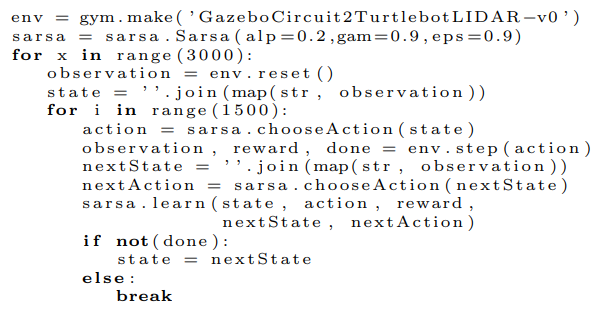 env = gym.make('GazeboCircuit2TurtlebotLIDAR-v0')
sarsa = sarsa.Sarsa(alp=0.2,gam=0.9,eps=0.9)
for x in range(3000):
    observation = env.reset()
    state = ''.join(map(str, observation))
    for i in range(1500):
        action = sarsa.chooseAction(state)
        observation, reward, done = env.step(action)
        nextState = ''.join(map(str, observation))
        nextAction = sarsa.chooseAction(nextState)
        sarsa.learn(state, action, reward,
                    nextState, nextAction)
        if not(done):
            state = nextState
        else:
            break